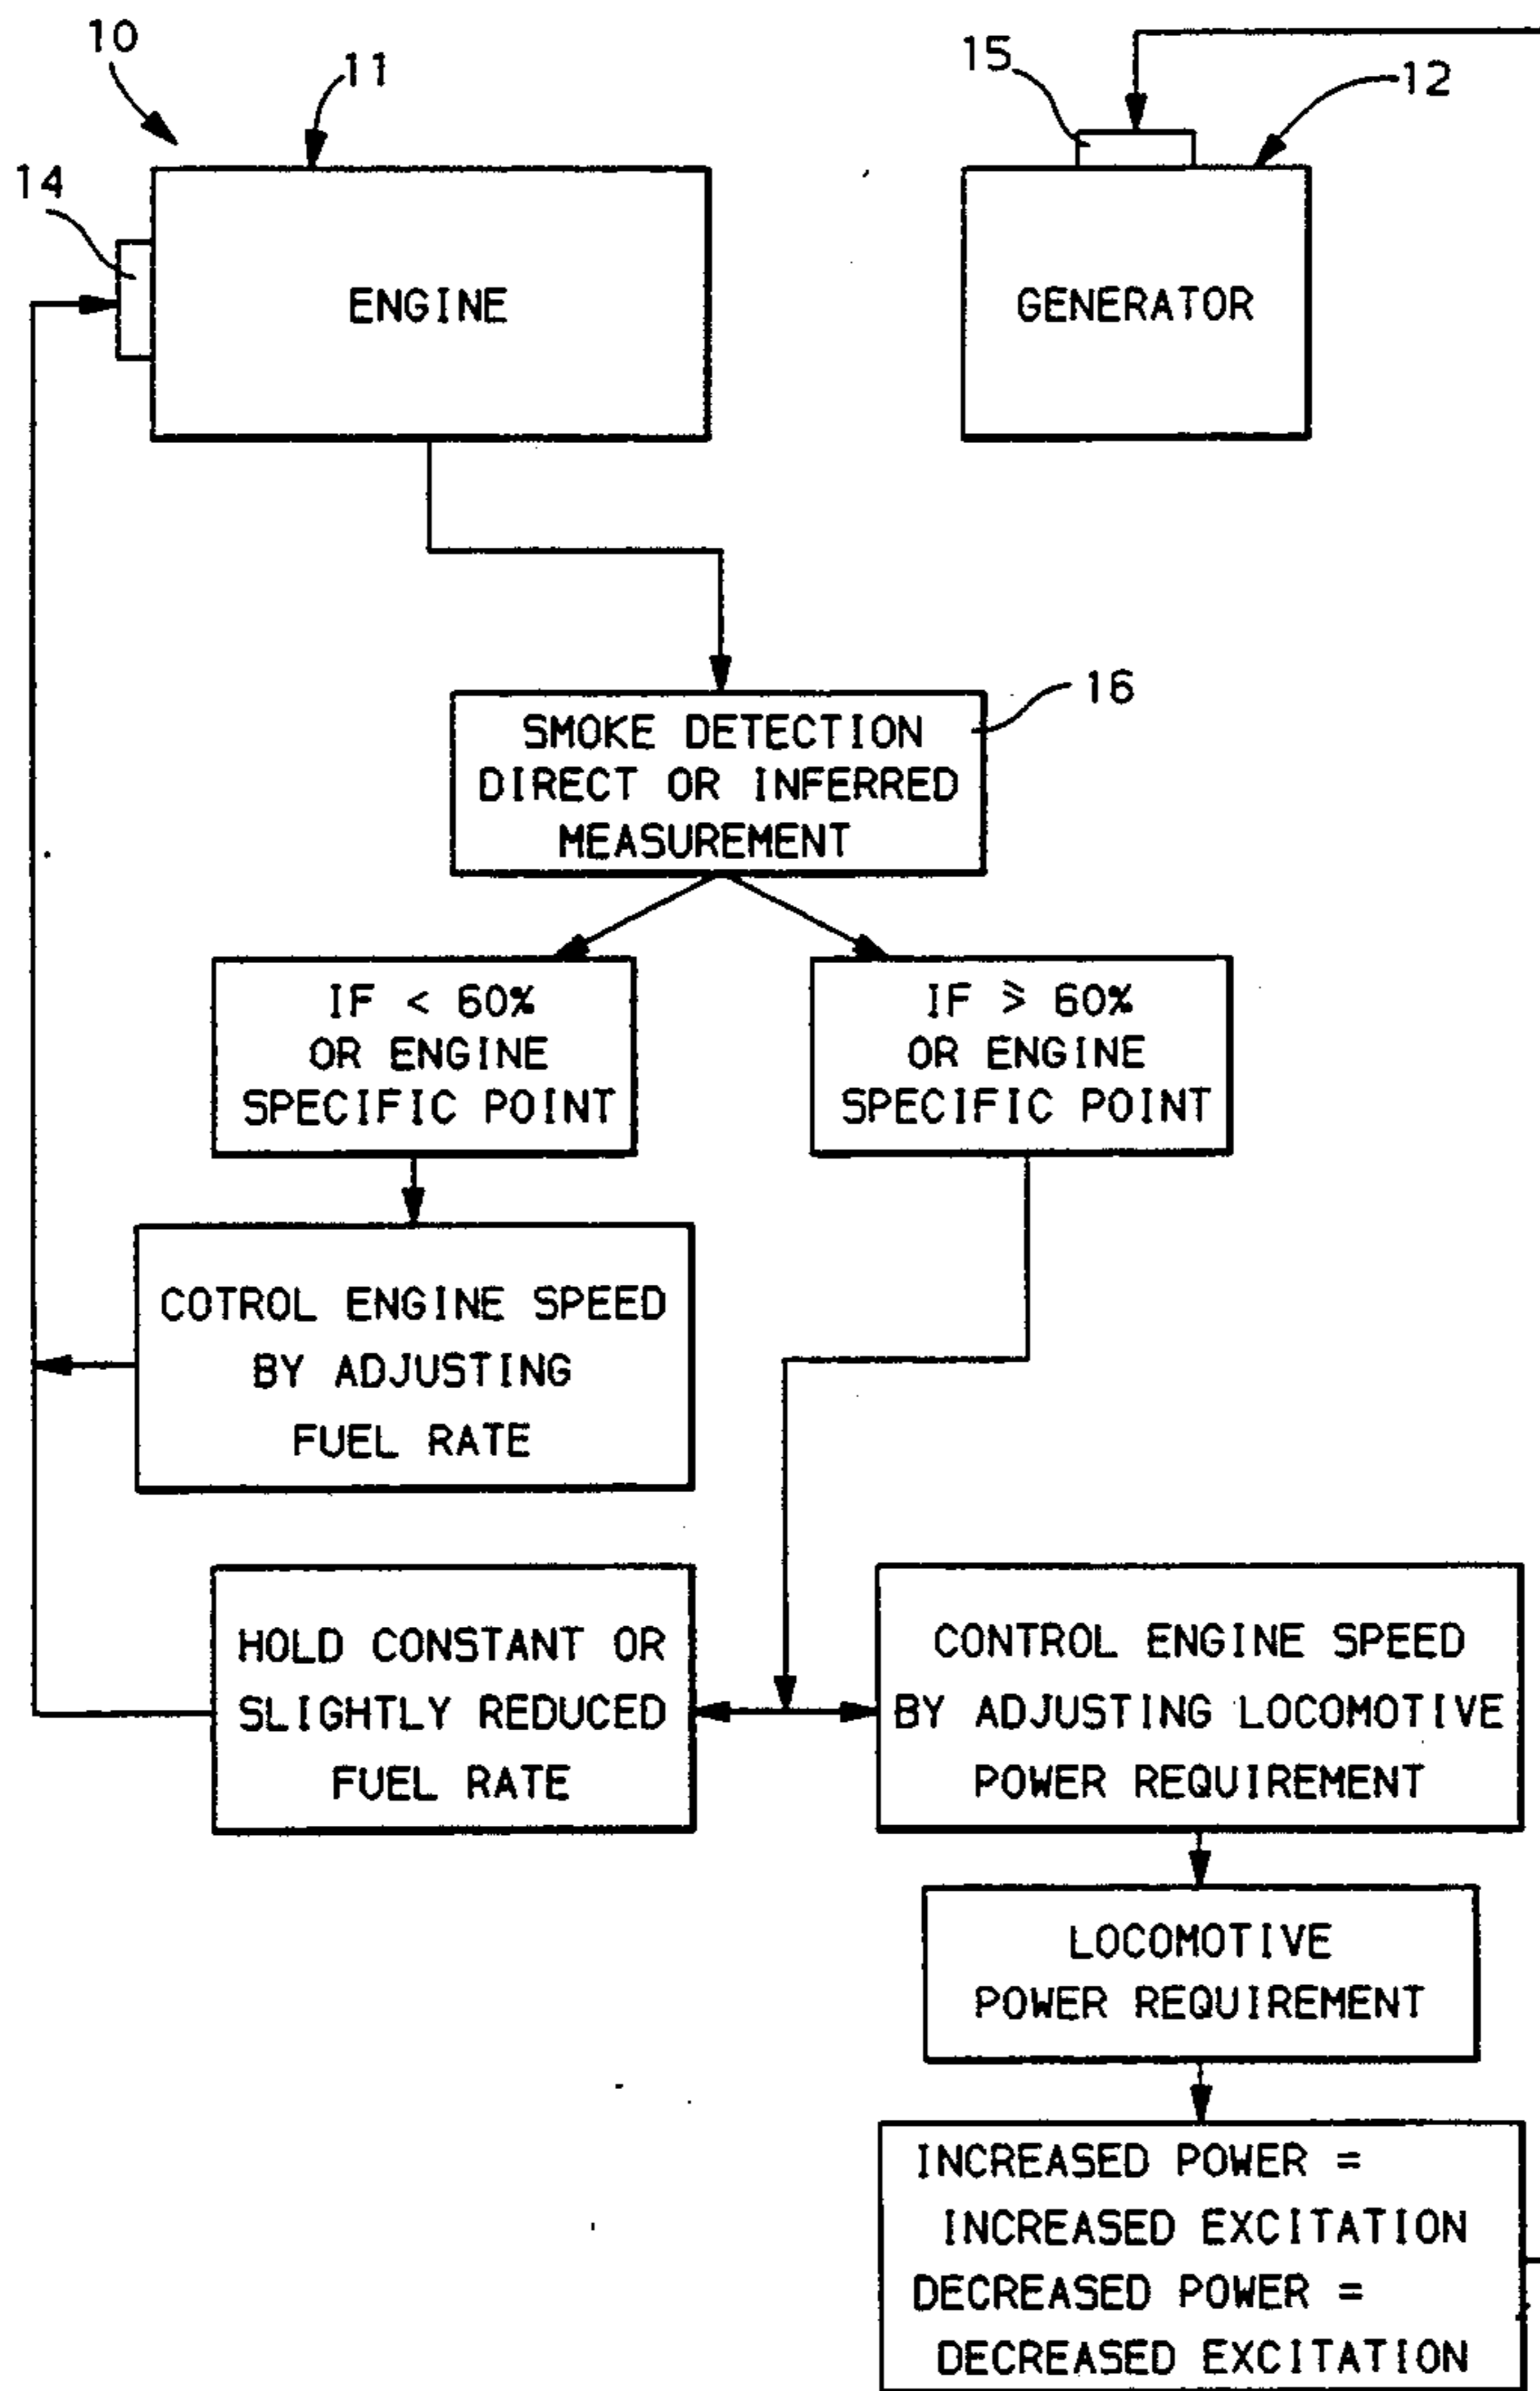 10
11
15
12
14
ENGINE
GENERATOR
16
SMOKE DETECTION
DIRECT OR INFERRED
MEASUREMENT
IF < 60%
OR ENGINE
SPECIFIC POINT
IF ⩾ 60%
OR ENGINE
SPECIFIC POINT
COTROL ENGINE SPEED
BY ADJUSTING
FUEL RATE
HOLD CONSTANT OR
SLIGHTLY REDUCED
FUEL RATE
CONTROL ENGINE SPEED
BY ADJUSTING LOCOMOTIVE
POWER REQUIREMENT
LOCOMOTIVE
POWER REQUIREMENT
INCREASED POWER =
INCREASED EXCITATION
DECREASED POWER =
DECREASED EXCITATION